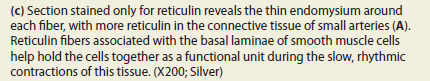 (c) Section stained only for reticulin reveals the thin endomysium around
each fiber, with more reticulin in the connective tissue of small arteries (A).
Reticulin fibers associated with the basal laminae of smooth muscle cells
help hold the cells together as a functional unit during the slow, rhythmic
contractions of this tissue. (X200; Silver)